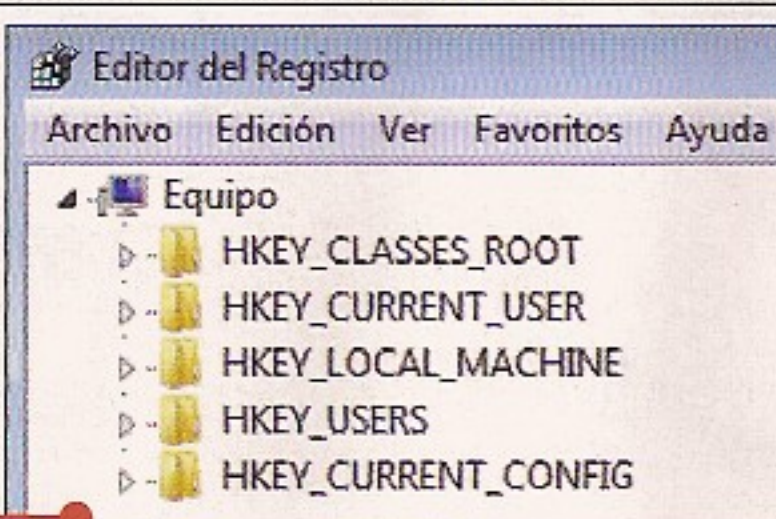 Editor del Registro
Archivo Edición Ver Favoritos Ayuda
Equipo
HKEY_CLASSES_ROOT
HKEY_CURRENT_USER
HKEY_LOCAL_MACHINE
HKEY_USERS
HKEY_CURRENT_CONFIG